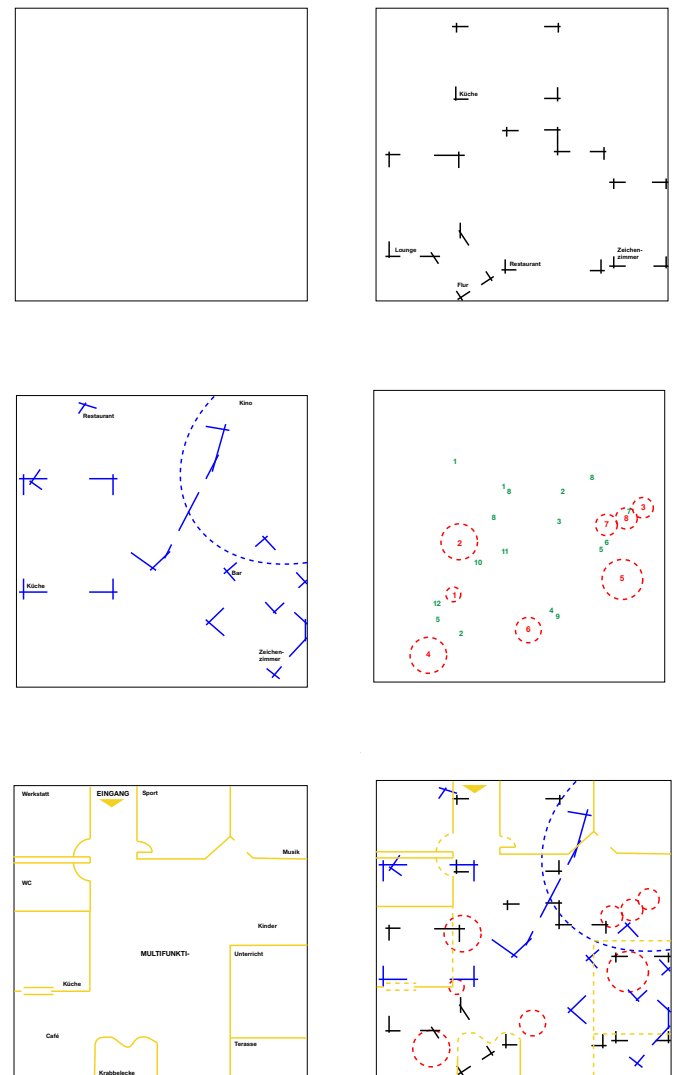 Küche
Lounge
Restaurant
Zeichen-
zimmer
Flur
Kino
Restaurant
Küche
Bar
Zeichen-
zimmer
1
8
1
8
2
3
7
8
7
8
3
2
6
5
11
10
5
1
12
4
9
5
6
2
4
Werkstatt
EINGANG
Sport
Musik
WC
Kinder
MULTIFUNKTI-
Unterricht
Küche
Café
Terasse
Krabbelecke